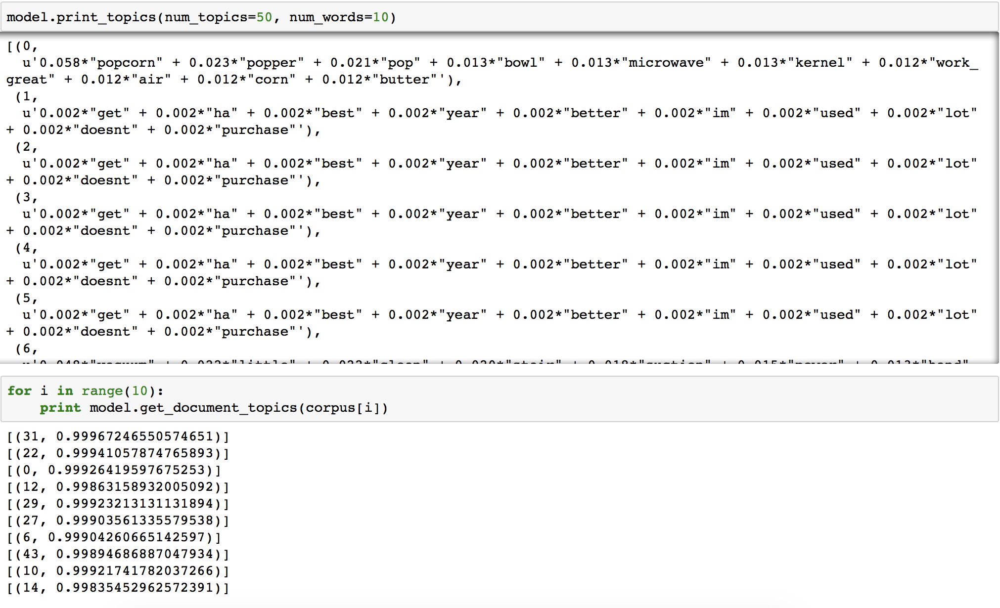 model.print_topics(num_topics=50, num_words=10)
[(0,
u'0.058*"popcorn" + 0.023*"popper" + 0.021*"pop" + 0.013*"bowl" + 0.013*"microwave" + 0.013*"kernel" + 0.012*"work_
great" + 0.012*"air" + 0.012*"corn" + 0.012*"butter"'),
(1,
u'0.002*"get" + 0.002*"ha" + 0.002*"best" + 0.002*"year" + 0.002*"better" + 0.002*"im" + 0.002*"used" + 0.002*"lot"
+ 0.002*"doesnt" + 0.002*"purchase"'),
(2,
u'0.002*"get" + 0.002*"ha" + 0.002*"best" + 0.002*"year" + 0.002*"better" + 0.002*"im" + 0.002*"used" + 0.002*"lot"
+ 0.002*"doesnt" + 0.002*"purchase"'),
(3,
u'0.002*"get" + 0.002*"ha" + 0.002*"best" + 0.002*"year" + 0.002*"better" + 0.002*"im" + 0.002*"used" + 0.002*"lot"
+ 0.002*"doesnt" + 0.002*"purchase"'),
(4,
u'0.002*"get" + 0.002*"ha" + 0.002*"best" + 0.002*"year" + 0.002*"better" + 0.002*"im" + 0.002*"used" + 0.002*"lot"
+ 0.002*"doesnt" + 0.002*"purchase"'),
(5,
u'0.002*"get" + 0.002*"ha" + 0.002*"best" + 0.002*"year" + 0.002*"better" + 0.002*"im" + 0.002*"used" + 0.002*"lot"
+ 0.002*"doesnt" + 0.002*"purchase"'),
(6,
for i in range(10):
print model.get_document_topics(corpus[i])
[(31, 0.99967246550574651)]
[(22, 0.99941057874765893)]
[(0, 0.99926419597675253)]
[(12, 0.99863158932005092)]
[(29, 0.99923213131131894)]
[(27, 0.99903561335579538)]
[(6, 0.99904260665142597)]
[(43, 0.99894686887047934)]
[(10, 0.99921741782037266)]
[(14, 0.99835452962572391)]